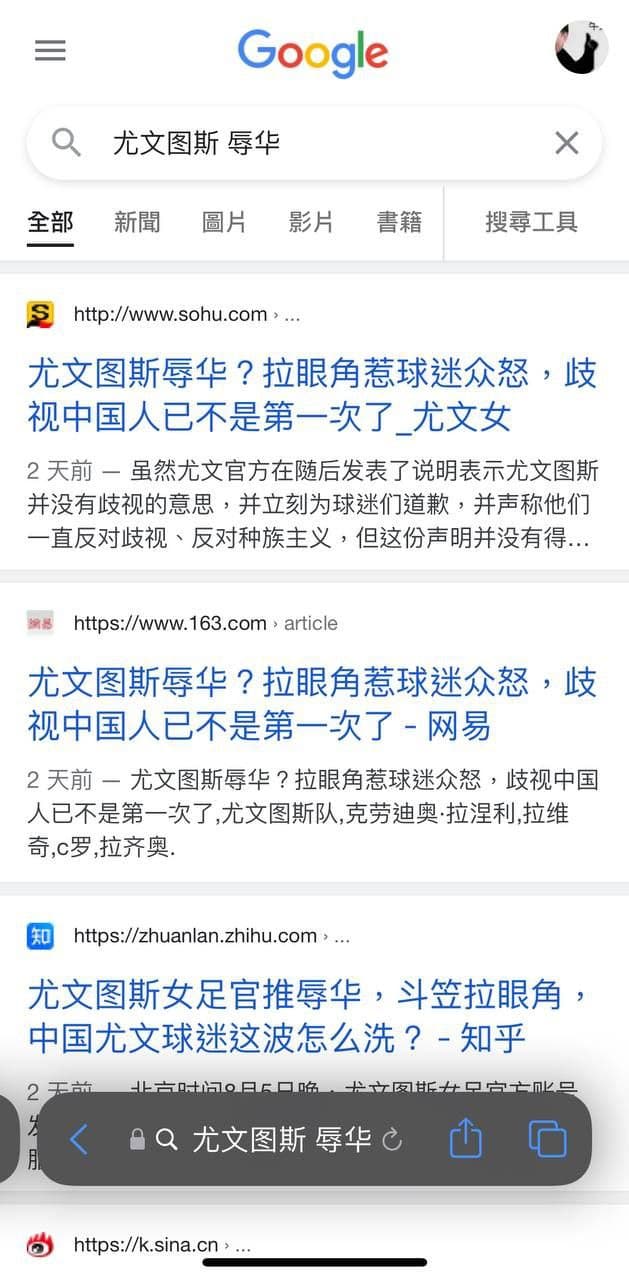 Google
尤文图斯 辱华
全部 新聞 圖片 影片 書籍 搜尋工具
http://www.sohu.com › ...
尤文图斯辱华？拉眼角惹球迷众怒，歧
视中国人已不是第一次了_尤文女
2 天前 — 虽然尤文官方在随后发表了说明表示尤文图斯
并没有歧视的意思，并立刻为球迷们道歉，并声称他们
一直反对歧视、反对种族主义，但这份声明并没有得...
網易
https://www.163.com › article
尤文图斯辱华？拉眼角惹球迷众怒，歧
视中国人已不是第一次了 - 网易
2 天前 — 尤文图斯辱华？拉眼角惹球迷众怒，歧视中国
人已不是第一次了,尤文图斯队,克劳迪奥·拉涅利,拉维
奇,c罗,拉齐奥.
知
https://zhuanlan.zhihu.com › ...
尤文图斯女足官推辱华，斗笠拉眼角，
中国尤文球迷这波怎么洗？ - 知乎
2 天前 — 北京时间8月5日晚，尤文图斯女足官方账号
发
尤文图斯 辱华
服
https://k.sina.cn › ...